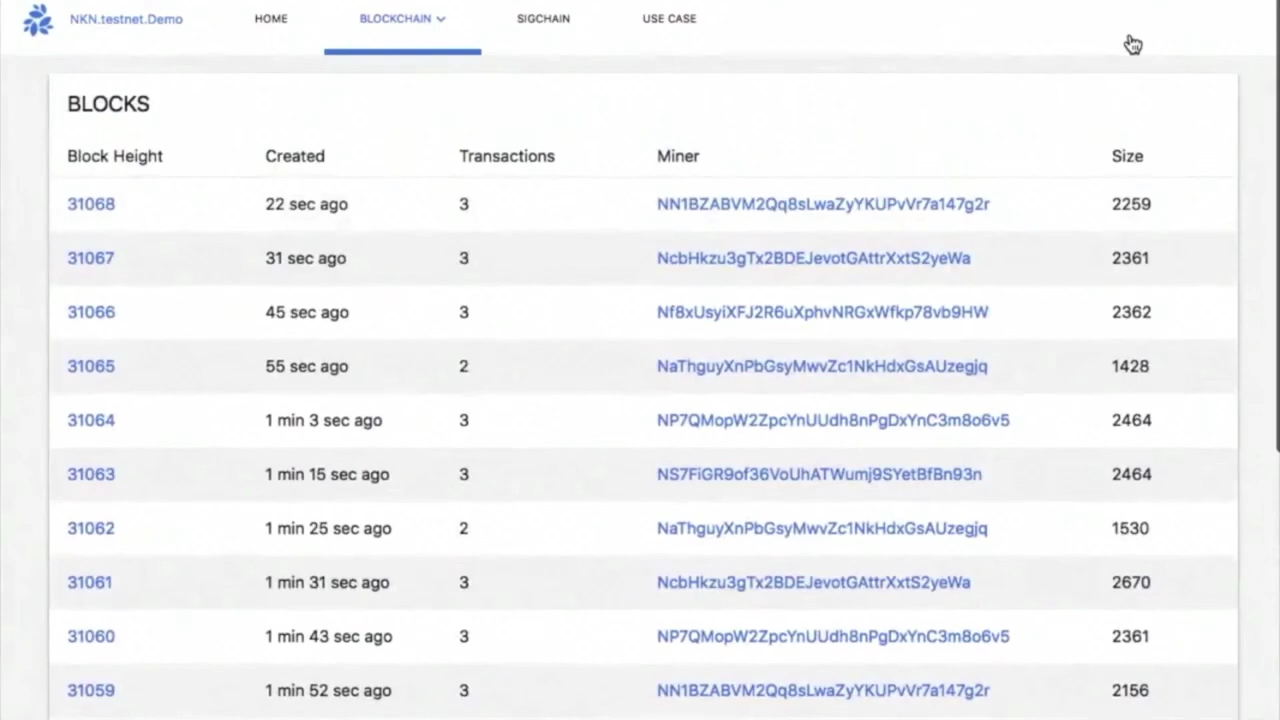 NKN.testnet.Demo HOME BLOCKCHAIN SIGCHAIN USE CASE
BLOCKS
Block Height Created Transactions Miner Size
31068 22 sec ago 3 NN1BZABVM2Qq8sLwaZyYKUPvVr7a147g2r 2259
31067 31 sec ago 3 NcbHkzu3gTx2BDEJevotGAttrXxtS2yeWa 2361
31066 45 sec ago 3 Nf8xUsyiXFJ2R6uXphvNRGxWfkp78vb9HW 2362
31065 55 sec ago 2 NaThguyXnPbGsyMwvZc1NkHdxGsAUzegjq 1428
31064 1 min 3 sec ago 3 NP7QMopW2ZpcYnUUdh8nPgDxYnC3m8o6v5 2464
31063 1 min 15 sec ago 3 NS7FiGR9of36VoUhATWumj9SYetBfBn93n 2464
31062 1 min 25 sec ago 2 NaThguyXnPbGsyMwvZc1NkHdxGsAUzegjq 1530
31061 1 min 31 sec ago 3 NcbHkzu3gTx2BDEJevotGAttrXxtS2yeWa 2670
31060 1 min 43 sec ago 3 NP7QMopW2ZpcYnUUdh8nPgDxYnC3m8o6v5 2361
31059 1 min 52 sec ago 3 NN1BZABVM2Qq8sLwaZyYKUPvVr7a147g2r 2156